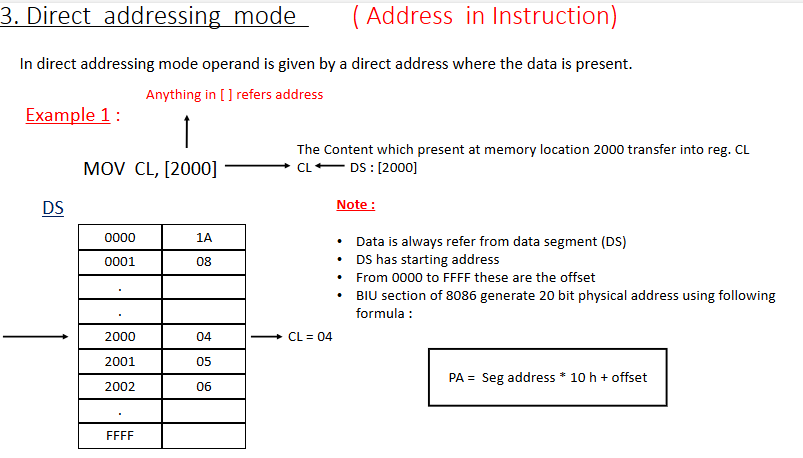 3. Direct addressing mode ( Address in Instruction)
In direct addressing mode operand is given by a direct address where the data is present.
Anything in [ ] refers address
Example 1 :
The Content which present at memory location 2000 transfer into reg. CL
MOV CL, [2000]
CL DS : [2000]
DS
Note :
0000 1A
0001 08
.
.
2000 04
2001 05
2002 06
.
FFFF
CL = 04
• Data is always refer from data segment (DS)
• DS has starting address
• From 0000 to FFFF these are the offset
• BIU section of 8086 generate 20 bit physical address using following
formula :
PA = Seg address * 10 h + offset